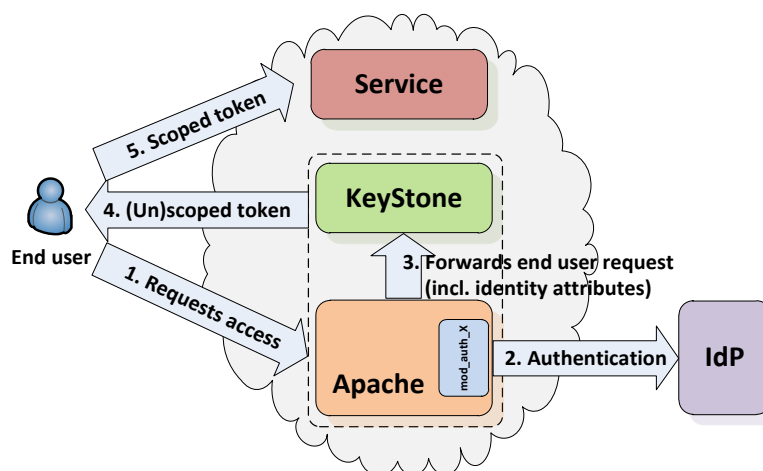 Service
5. Scoped token
KeyStone
4. (Un)scoped token
End user
3. Forwards end user request
(incl. identity attributes)
1. Requests access
mod_auth_X
Apache
2. Authentication
IdP